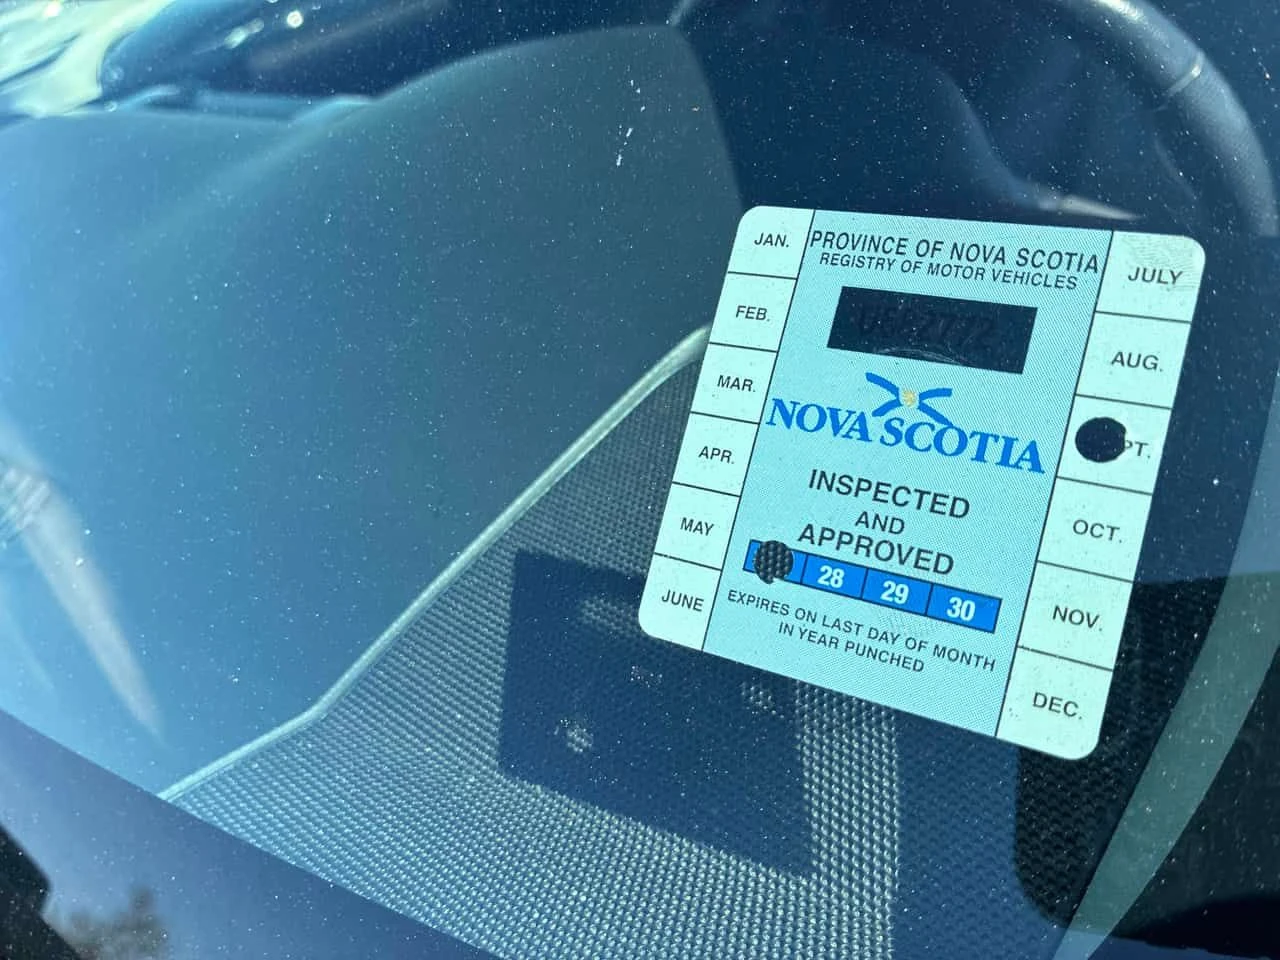 JAN.
FEB.
MAR.
APR.
MAY
JUNE
PROVINCE OF NOVA SCOTIA
REGISTRY OF MOTOR VEHICLES
NOVA SCOTIA
INSPECTED
AND
APPROVED
28 29 30
EXPIRES ON LAST DAY OF MONTH
IN YEAR PUNCHED
JULY
AUG.
PT.
OCT.
NOV.
DEC.